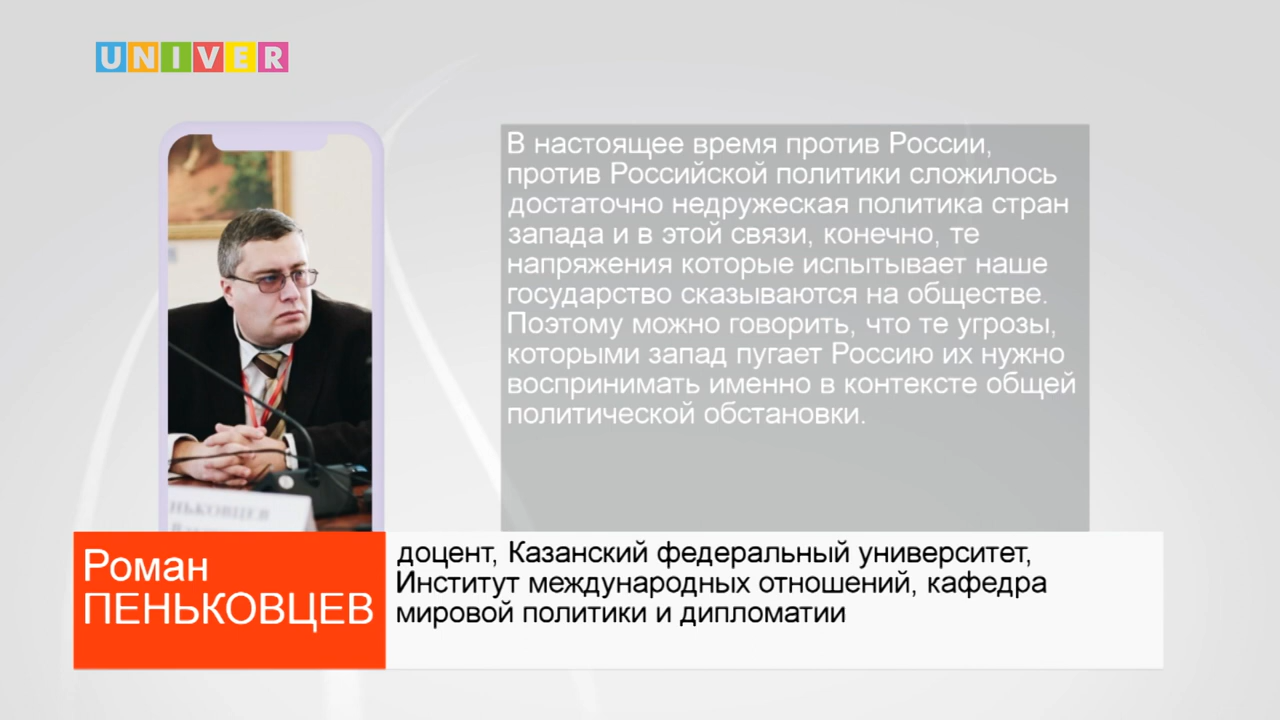 UNIVER
В настоящее время против России,
против Российской политики сложилось
достаточно недружеская политика стран
запада и в этой связи, конечно, те
напряжения которые испытывает наше
государство сказываются на обществе.
Поэтому можно говорить, что те угрозы,
которыми запад пугает Россию их нужно
воспринимать именно в контексте общей
политической обстановки.
НЬКОВЦЕВ
Роман
ПЕНЬКОВЦЕВ
доцент, Казанский федеральный университет,
Институт международных отношений, кафедра
мировой политики и дипломатии